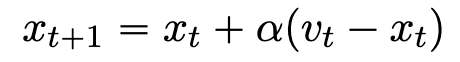 x_{t+1} = x_t + α(v_t − x_t)